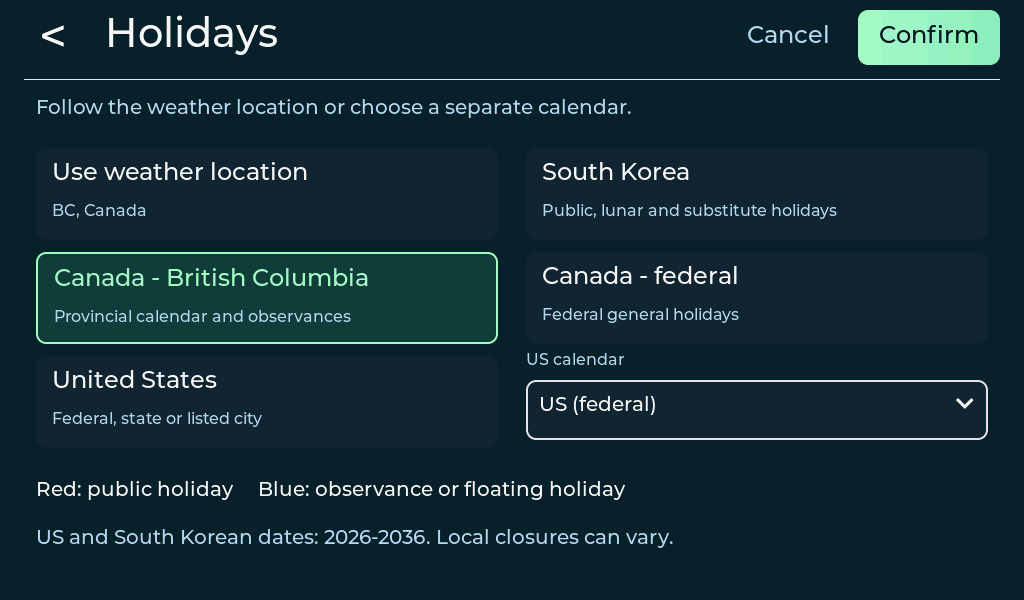 < Holidays Cancel Confirm
Follow the weather location or choose a separate calendar.
Use weather location
BC, Canada
South Korea
Public, lunar and substitute holidays
Canada - British Columbia
Provincial calendar and observances
Canada - federal
Federal general holidays
United States
Federal, state or listed city
US calendar
US (federal)
Red: public holiday Blue: observance or floating holiday
US and South Korean dates: 2026-2036. Local closures can vary.